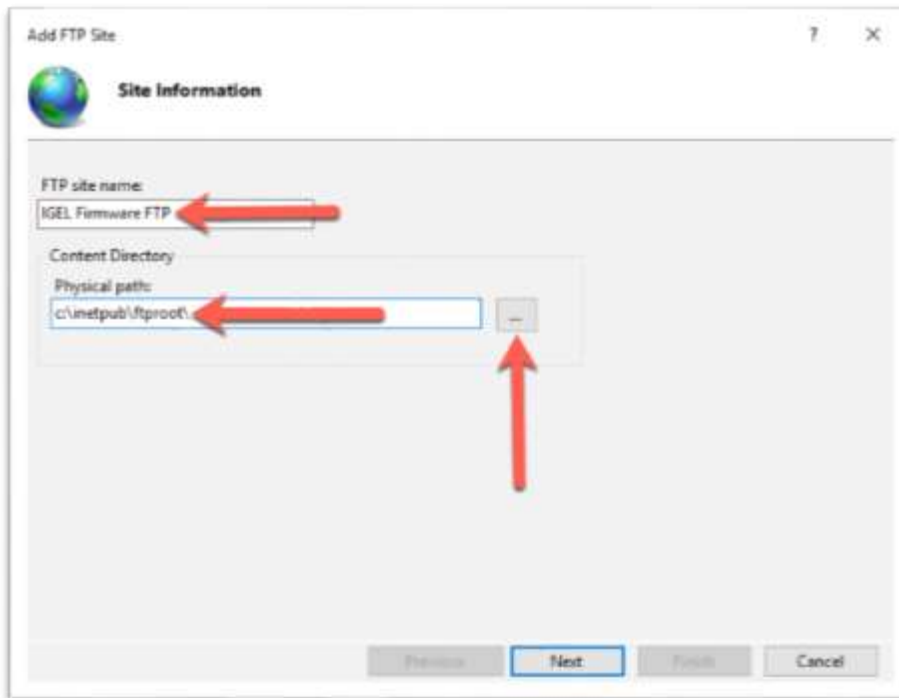 Add FTP Site
?
Site Information
FTP site name:
IGEL Firmware FTP
Content Directory
Physical path:
c:\inetpub\ftproot\
...
Previous Next Finish Cancel